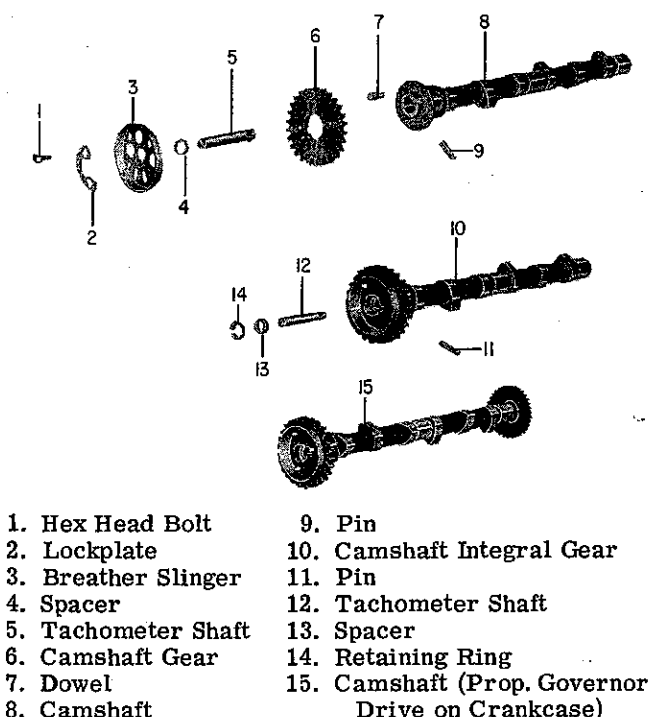 1
2
3
4
5
6
7
8
9
10
11
12
13
14
15
1. Hex Head Bolt
2. Lockplate
3. Breather Slinger
4. Spacer
5. Tachometer Shaft
6. Camshaft Gear
7. Dowel
8. Camshaft
9. Pin
10. Camshaft Integral Gear
11. Pin
12. Tachometer Shaft
13. Spacer
14. Retaining Ring
15. Camshaft (Prop. Governor
Drive on Crankcase)